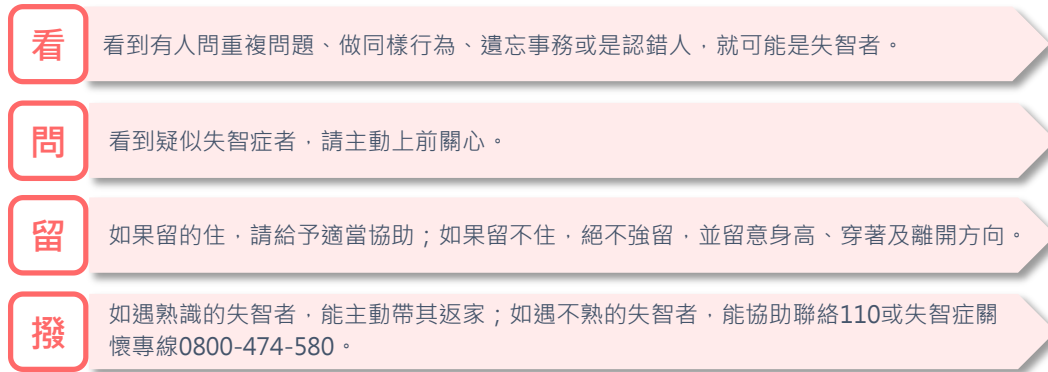 看
看到有人問重複問題、做同樣行為、遺忘事務或是認錯人，就可能是失智者。
問
看到疑似失智症者，請主動上前關心。
留
如果留的住，請給予適當協助；如果留不住，絕不強留，並留意身高、穿著及離開方向。
撥
如遇熟識的失智者，能主動帶其返家；如遇不熟的失智者，能協助聯絡110或失智症關
懷專線0800-474-580。